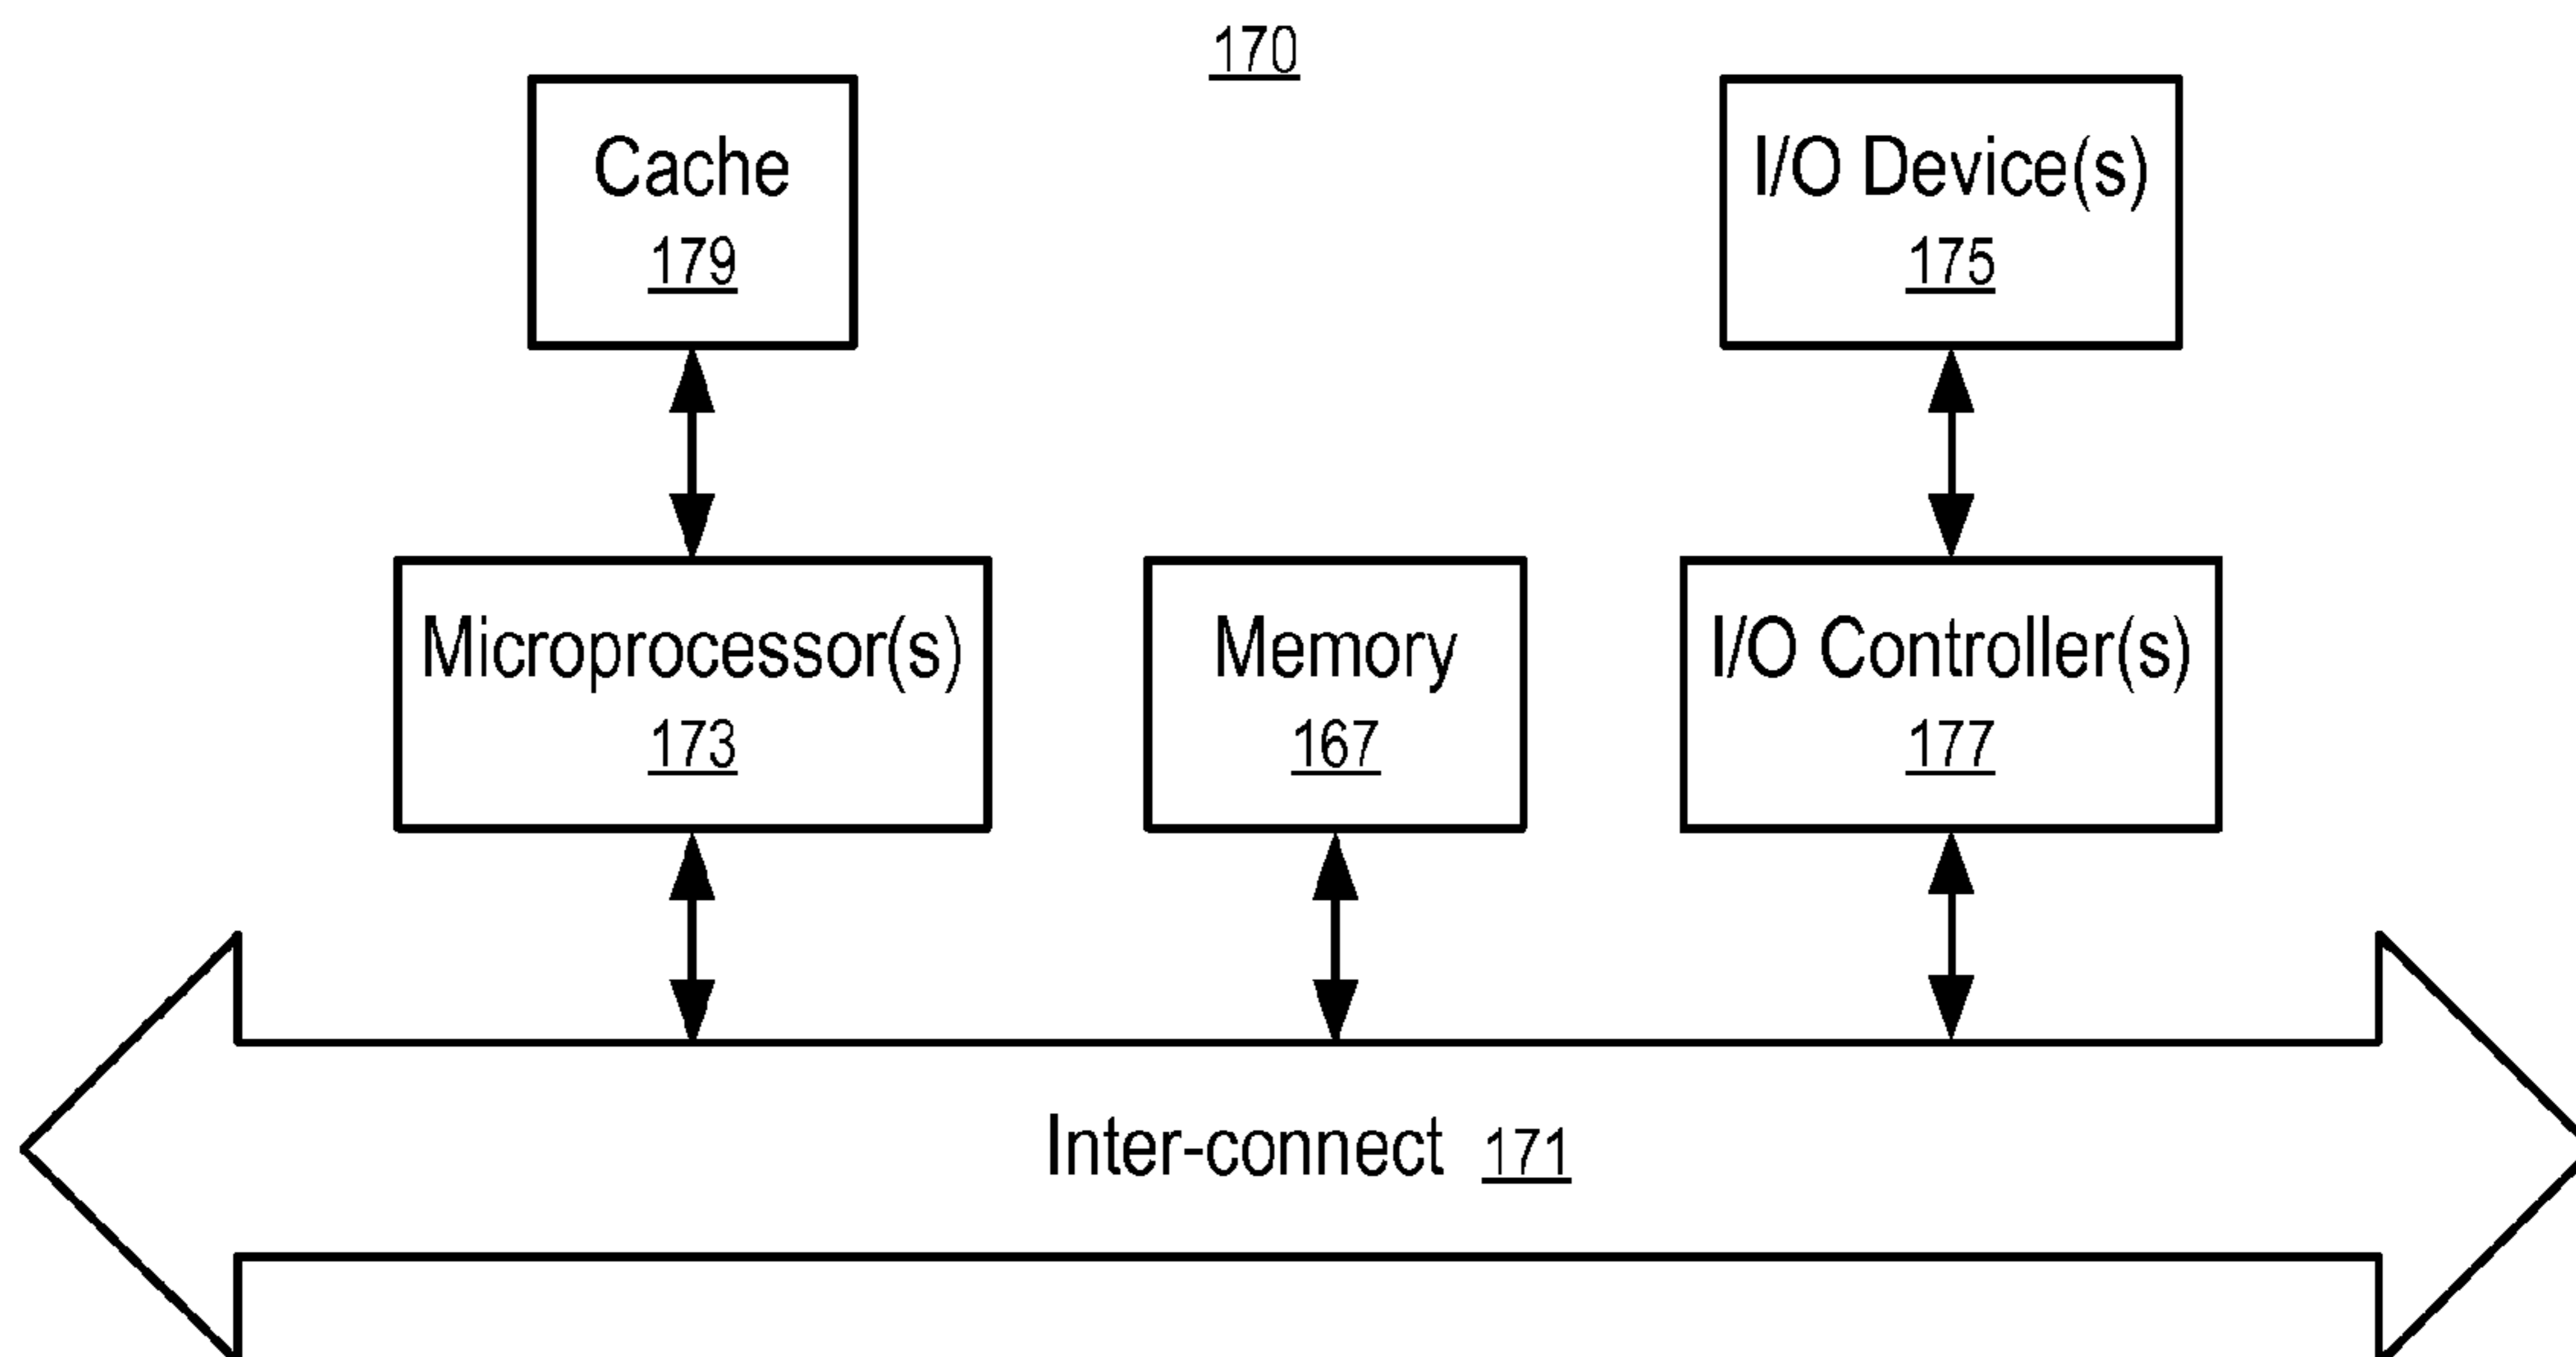 170
Cache
179
I/O Device(s)
175
Microprocessor(s)
173
Memory
167
I/O Controller(s)
177
Inter-connect 171